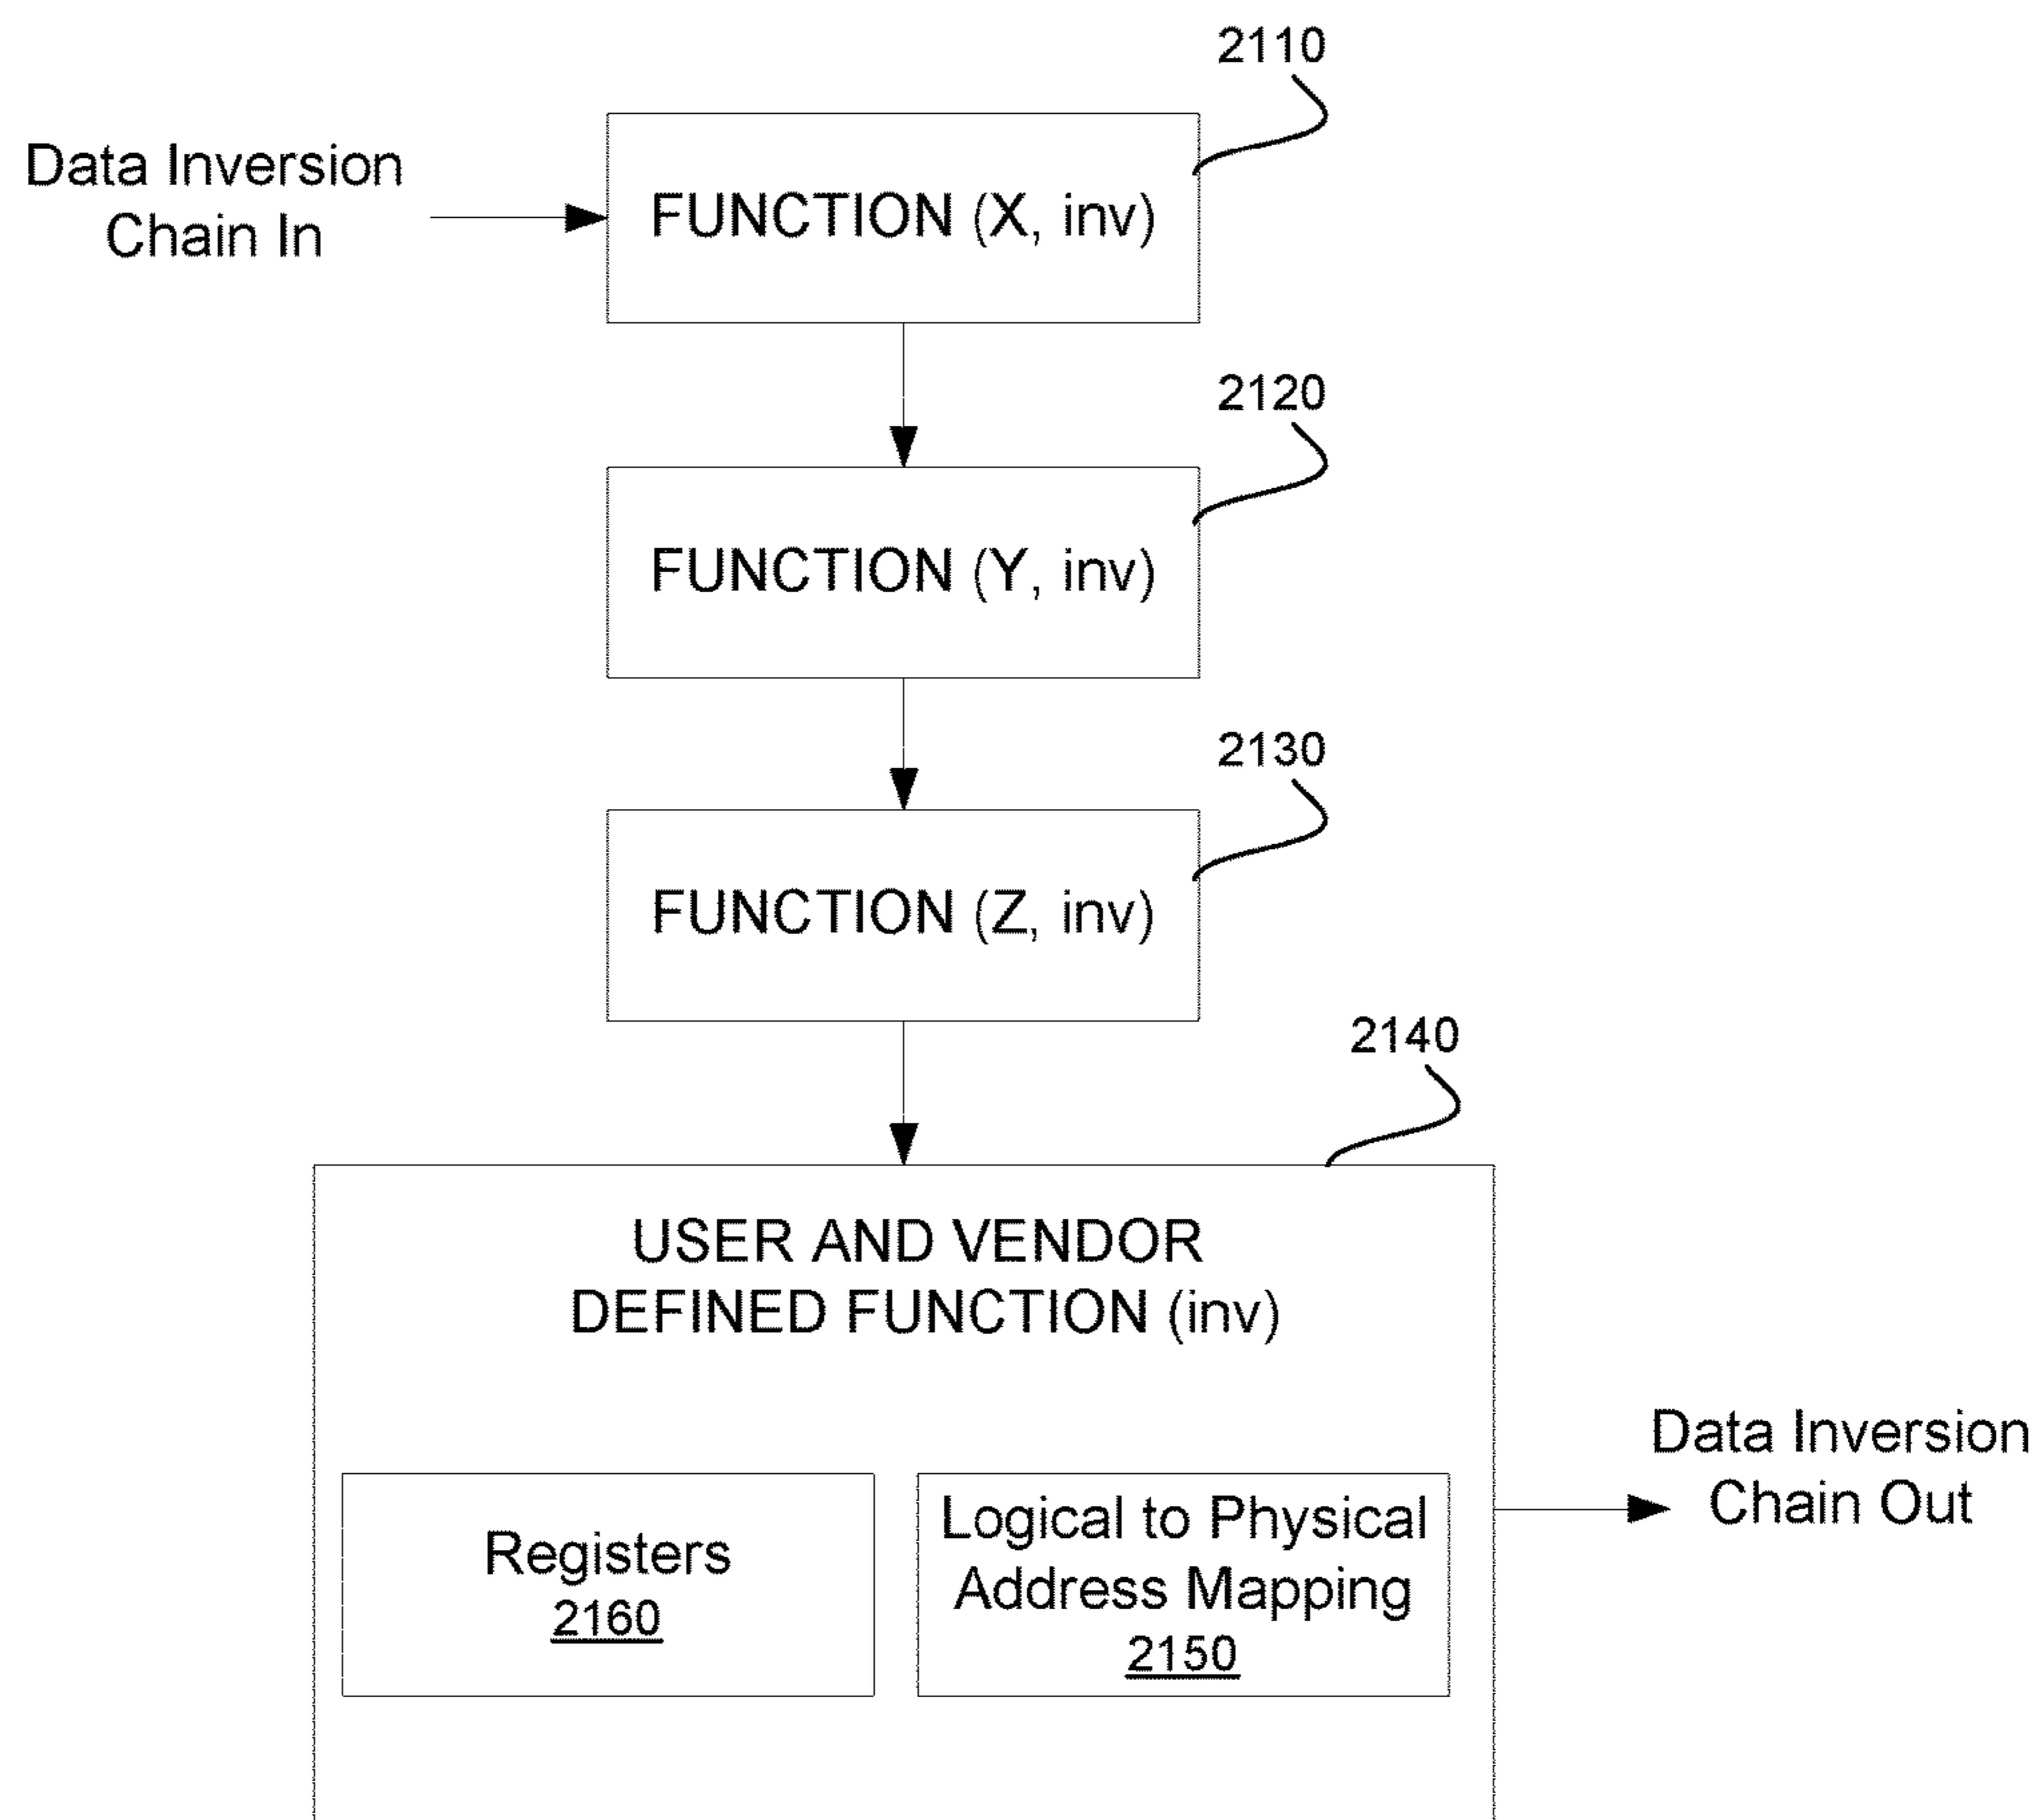 2110
Data Inversion
Chain In
FUNCTION (X, inv)
2120
FUNCTION (Y, inv)
2130
FUNCTION (Z, inv)
2140
USER AND VENDOR
DEFINED FUNCTION (inv)
Registers
2160
Logical to Physical
Address Mapping
2150
Data Inversion
Chain Out